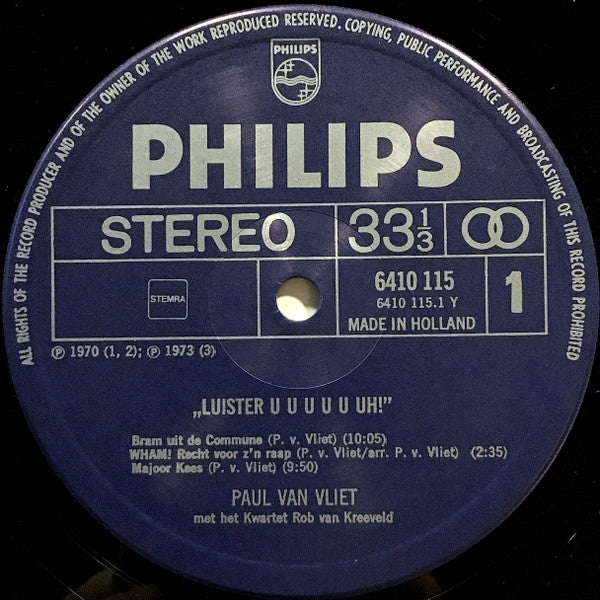 ALL RIGHTS OF THE RECORD PRODUCER AND OF THE OWNER OF THE WORK REPRODUCED RESERVED. COPYING, PUBLIC PERFORMANCE AND BROADCASTING OF THIS RECORD PROHIBITED
PHILIPS
PHILIPS
STEREO 33 1/3
STEMRA
6410 115
6410 115.1 Y
MADE IN HOLLAND
1
Ⓟ 1970 (1, 2); Ⓟ 1973 (3)
„LUISTER U U U U U UH!”
Bram uit de Commune (P. v. Vliet) (10:05)
WHAM! Recht voor z'n raap (P. v. Vliet/arr. P. v. Vliet) (2:35)
Majoor Kees (P. v. Vliet) (9:50)
PAUL VAN VLIET
met het Kwartet Rob van Kreeveld